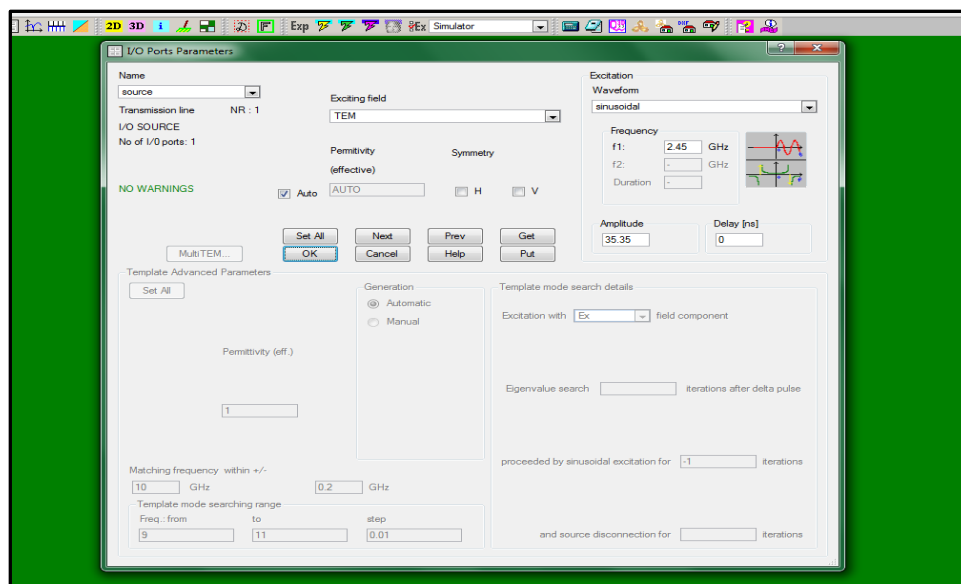 2D 3D i F Exp Ex Simulator
I/O Ports Parameters
Name
source
Transmission line NR : 1
I/O SOURCE
No of I/0 ports: 1
NO WARNINGS
Exciting field
TEM
Permitivity
(effective)
Auto AUTO
Symmetry
H V
Excitation
Waveform
sinusoidal
Frequency
f1: 2.45 GHz
f2: - GHz
Duration -
Amplitude
35.35
Delay [ns]
0
Set All Next Prev Get
MultiTEM... OK Cancel Help Put
Template Advanced Parameters
Set All
Permittivity (eff.)
1
Generation
Automatic
Manual
Matching frequency within +/-
10 GHz 0.2 GHz
Template mode searching range
Freq.: from to step
9 11 0.01
Template mode search details
Excitation with Ex field component
Eigenvalue search iterations after delta pulse
proceeded by sinusoidal excitation for -1 iterations
and source disconnection for iterations